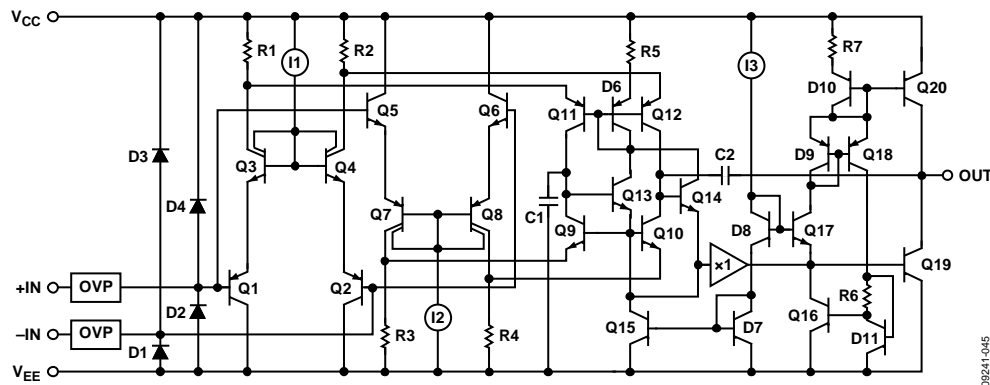 VCC
R1
I1
R2
R5
I3
R7
D6
D10
Q20
Q5
Q6
Q11
Q12
D3
Q3
Q4
D9
Q18
C2
OUT
D4
Q13
Q14
Q7
Q8
C1
Q9
Q10
D8
Q17
×1
+IN
OVP
Q1
Q2
Q19
D2
I2
R6
–IN
OVP
R3
R4
Q15
Q16
D1
D7
D11
VEE
09241-045